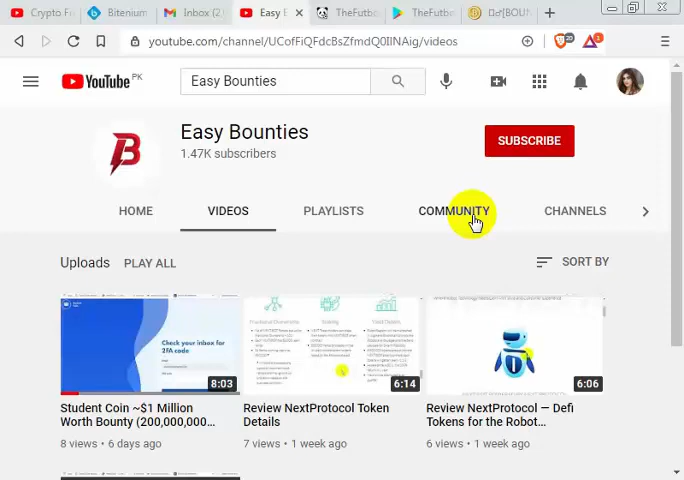 Crypto F
Bitenium
Inbox (2
Easy E
TheFutb
TheFutb
[BOUN
youtube.com/channel/UCofFiQFdcBsZfmdQ0IINAig/videos
20
1
YouTube PK
Easy Bounties
Easy Bounties
1.47K subscribers
SUBSCRIBE
HOME
VIDEOS
PLAYLISTS
COMMUNITY
CHANNELS
Uploads
PLAY ALL
SORT BY
Check your inbox for
2FA code
8:03
6:14
6:06
Student Coin ~$1 Million
Worth Bounty (200,000,000...
8 views • 6 days ago
Review NextProtocol Token
Details
7 views • 1 week ago
Review NextProtocol — Defi
Tokens for the Robot...
6 views • 1 week ago